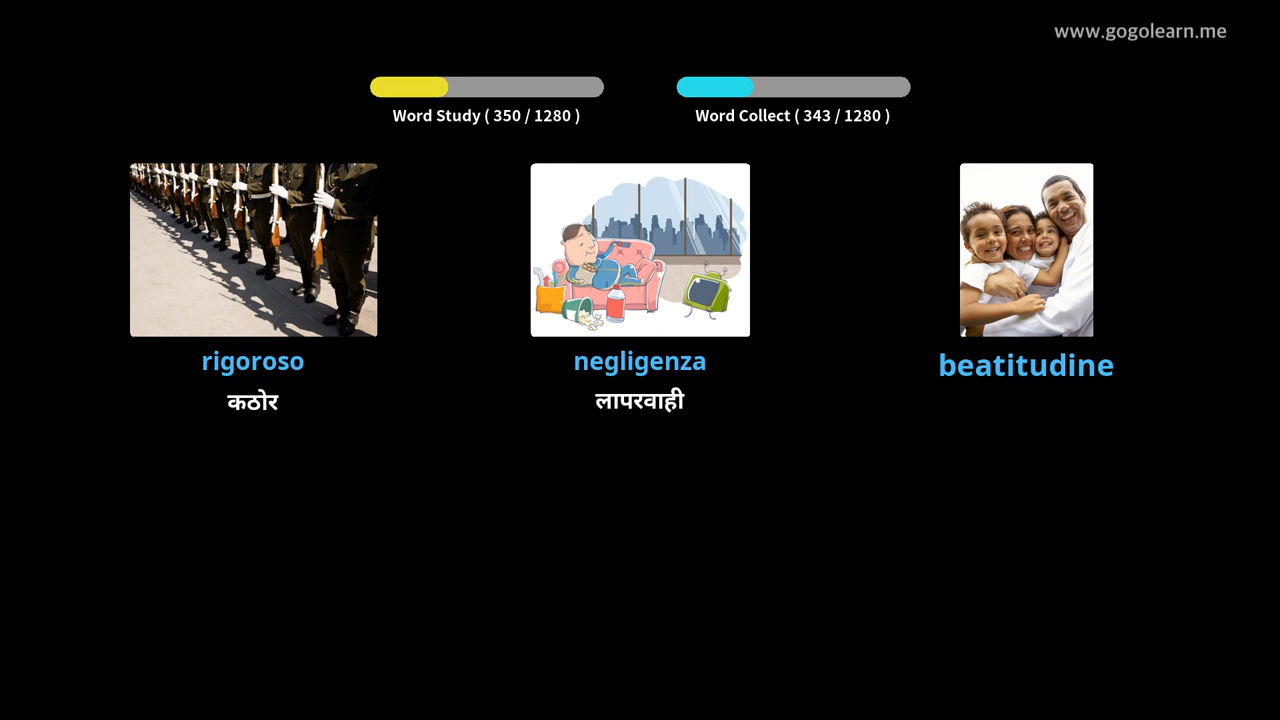 www.gogolearn.me
Word Study ( 350 / 1280 )
Word Collect ( 343 / 1280 )
rigoroso
negligenza
beatitudine
कठोर
लापरवाही